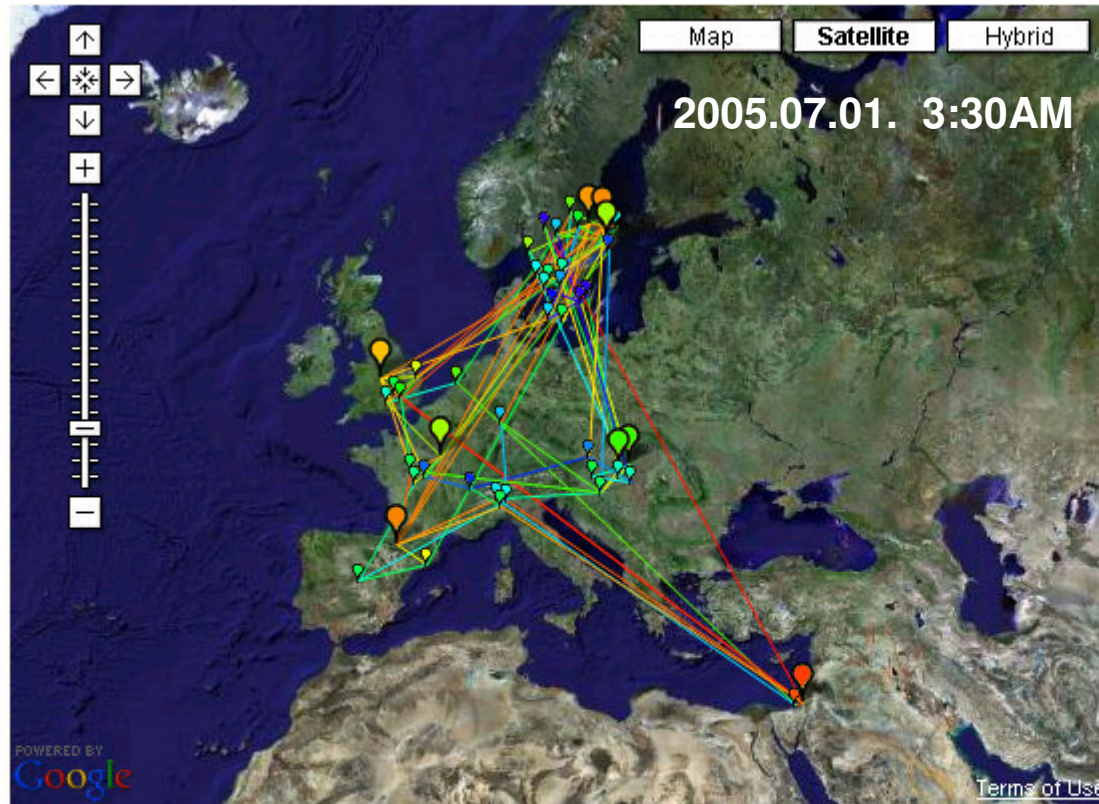 Map Satellite Hybrid
2005.07.01. 3:30AM
POWERED BY
Google
Terms of Use